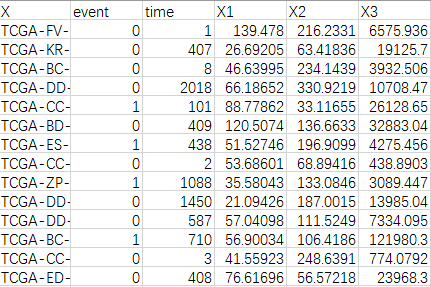 X event time X1 X2 X3
TCGA-FV- 0 1 139.478 216.2331 6575.936
TCGA-KR- 0 407 26.69205 63.41836 19125.7
TCGA-BC- 0 8 46.63995 234.1439 3932.506
TCGA-DD- 0 2018 66.18652 330.9219 10708.47
TCGA-CC- 1 101 88.77862 33.11655 26128.65
TCGA-BD- 0 409 120.5074 136.6633 32883.04
TCGA-ES- 1 438 51.52746 196.9099 4275.456
TCGA-CC- 0 2 53.68601 68.89416 438.8903
TCGA-ZP- 1 1088 35.58043 133.0846 3089.447
TCGA-DD- 0 1450 21.09426 187.0015 13985.04
TCGA-DD- 0 587 57.04098 111.5249 7334.095
TCGA-BC- 1 710 56.90034 106.4186 121980.3
TCGA-CC- 0 3 41.55923 248.6391 774.0792
TCGA-ED- 0 408 76.61696 56.57218 23968.3